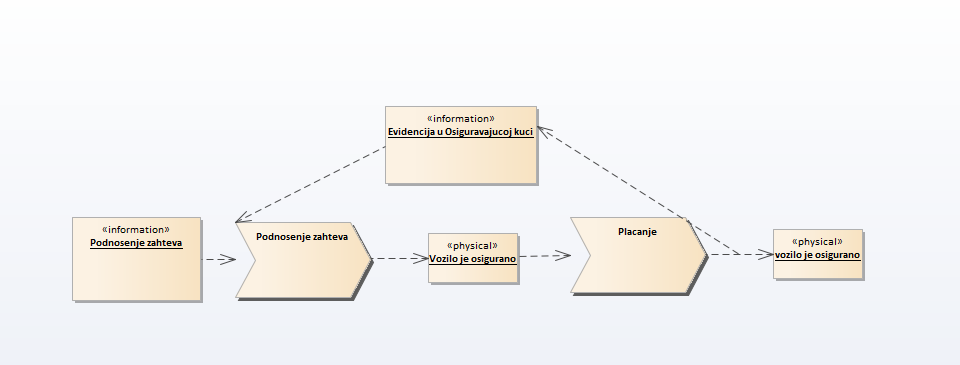 «information»
Evidencija u Osiguravajucoj kuci
«information»
Podnosenje zahteva
Podnosenje zahteva
«physical»
Vozilo je osigurano
Placanje
«physical»
vozilo je osigurano